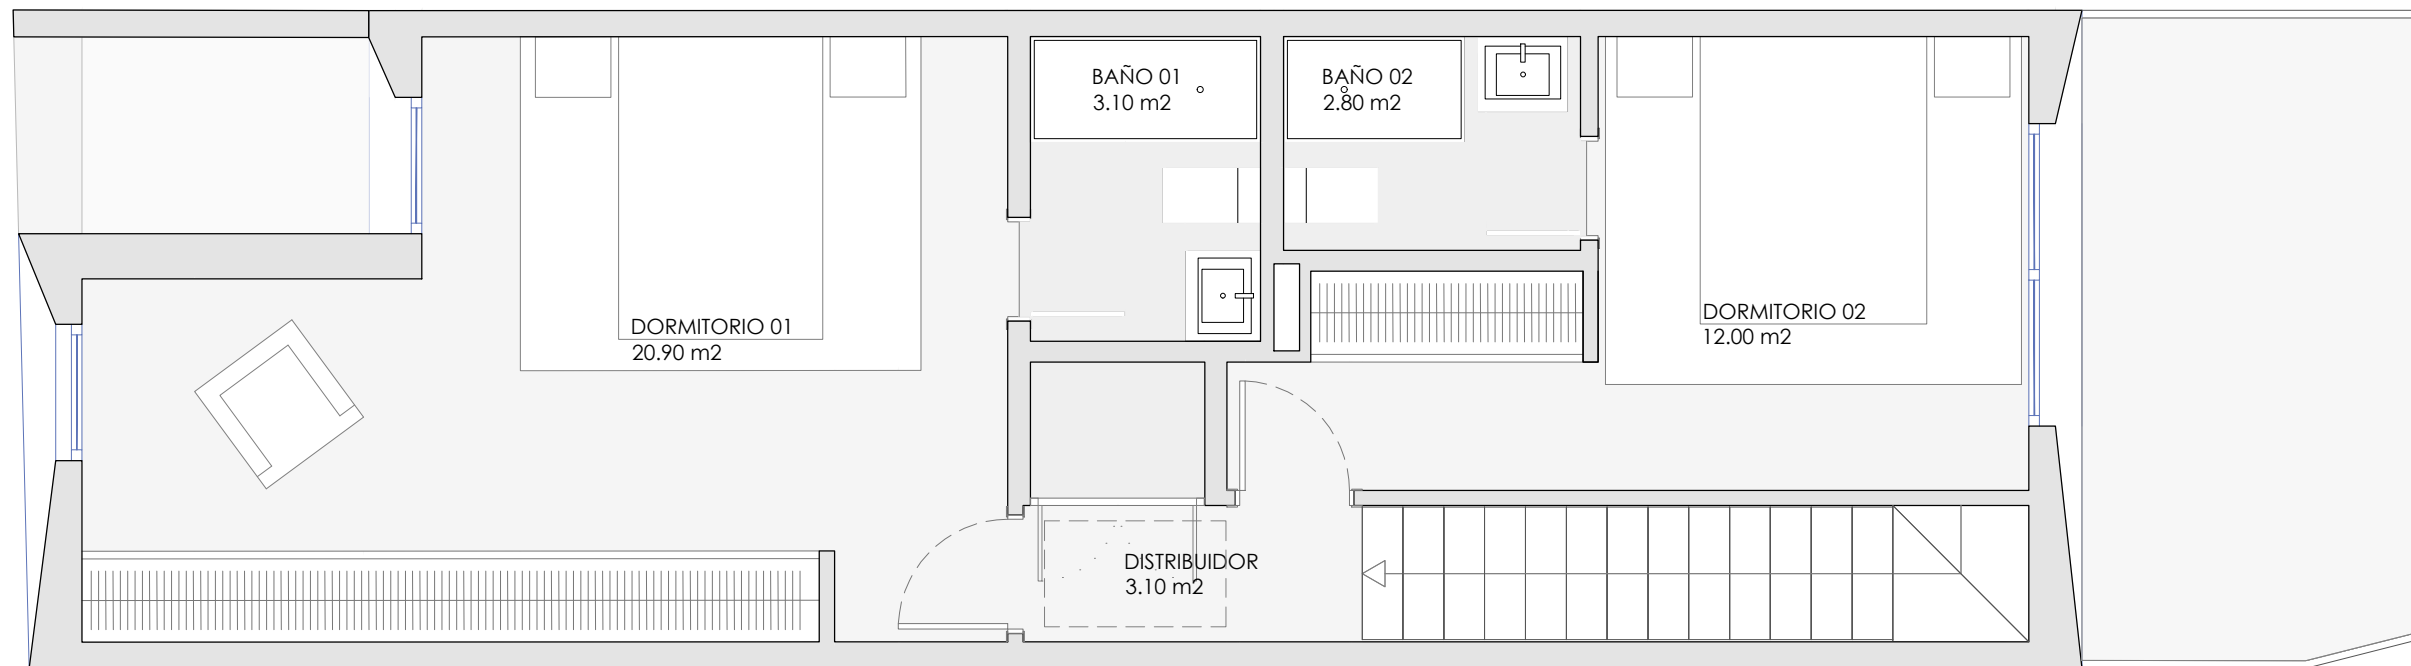 BAÑO 01
3.10 m2
BAÑO 02
2.80 m2
DORMITORIO 01
20.90 m2
DORMITORIO 02
12.00 m2
DISTRIBUIDOR
3.10 m2